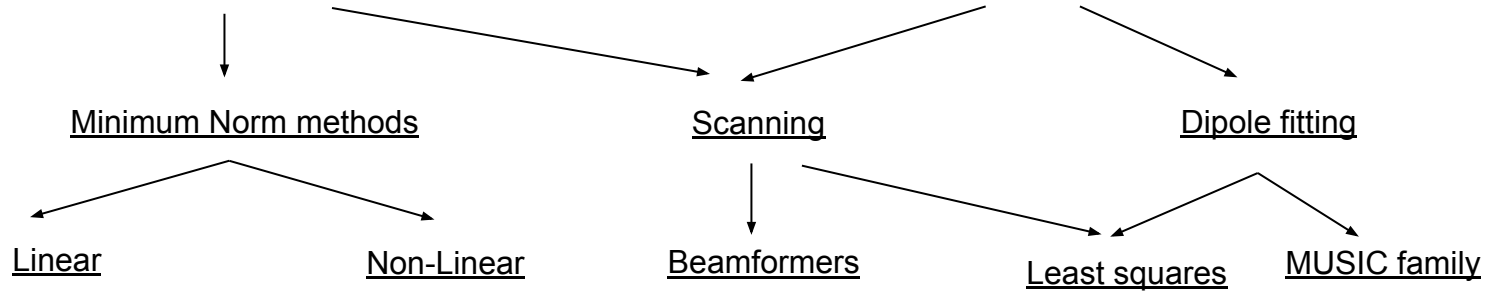 Minimum Norm methods
Scanning
Dipole fitting
Linear
Non-Linear
Beamformers
Least squares
MUSIC family